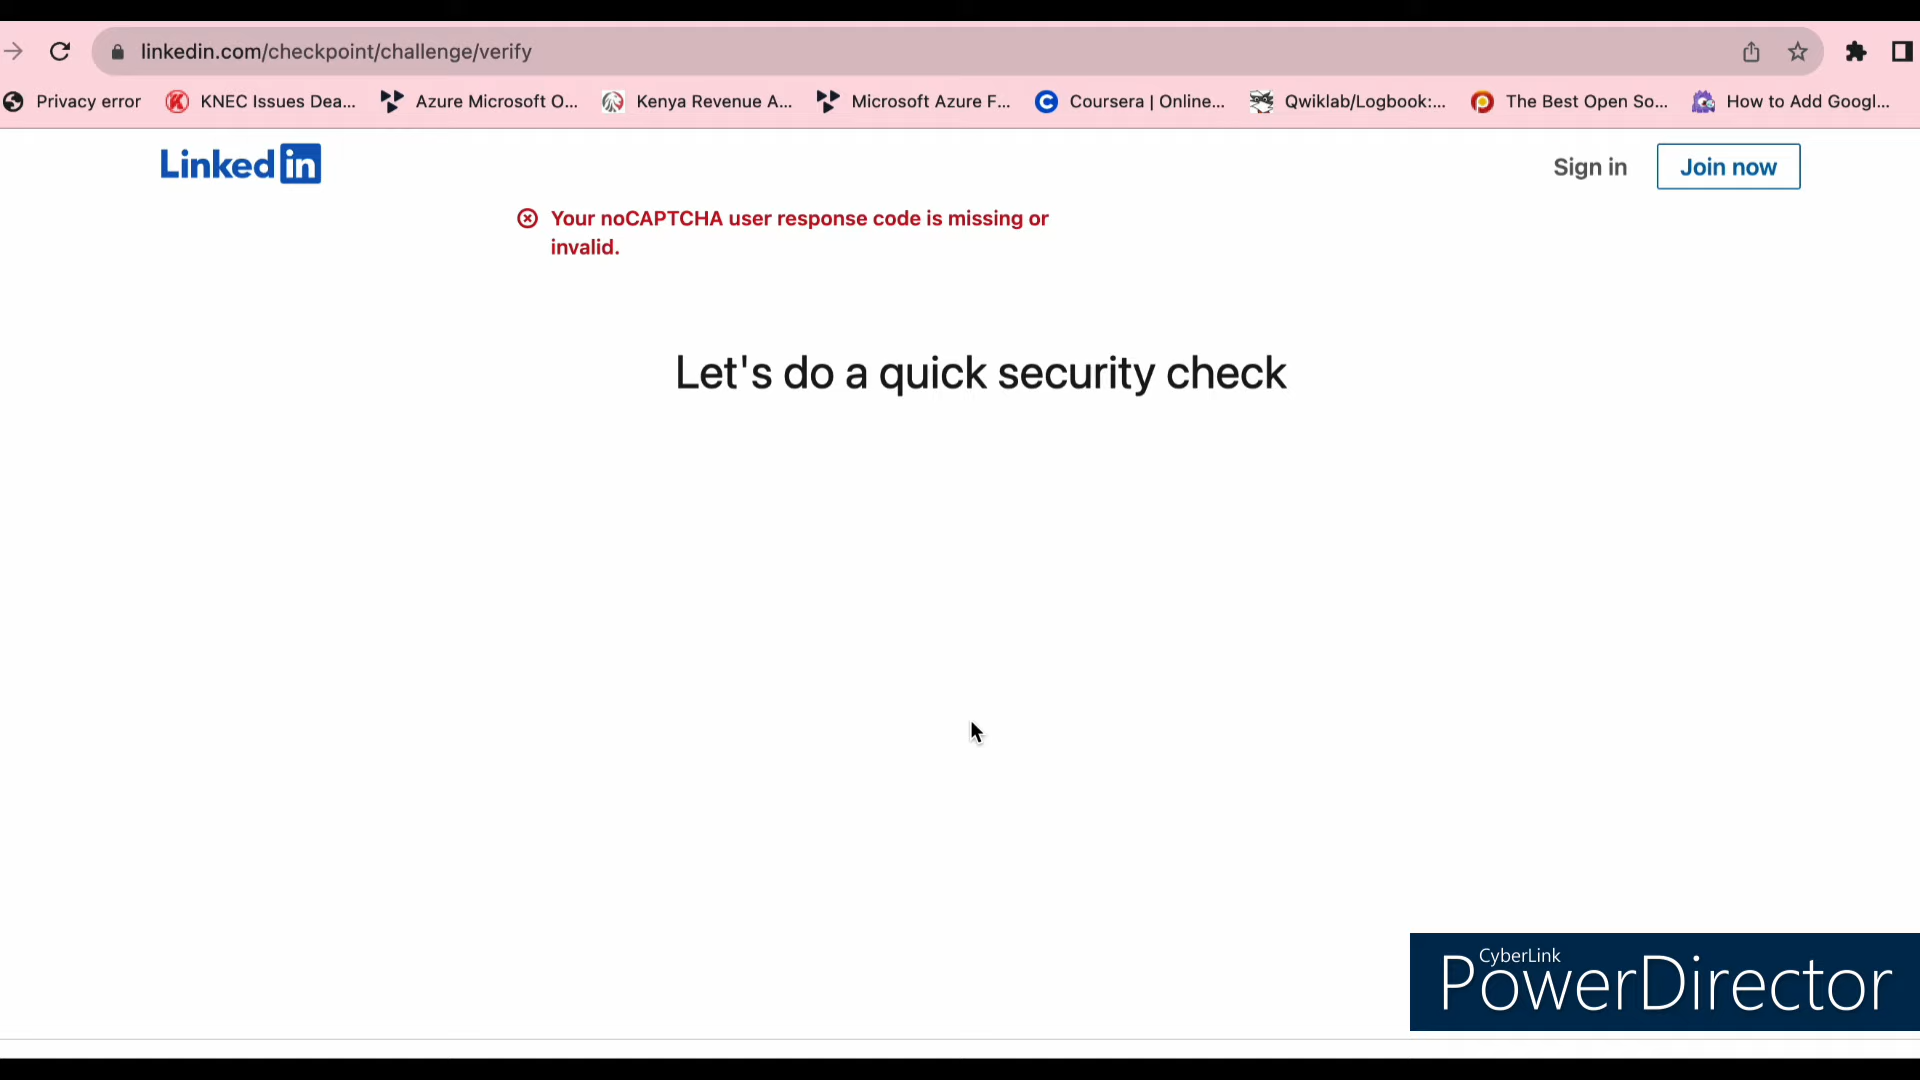 linkedin.com/checkpoint/challenge/verify
Privacy error KNEC Issues Dea... Azure Microsoft O... Kenya Revenue A... Microsoft Azure F... Coursera | Online... Qwiklab/Logbook:... The Best Open So... How to Add Googl...
Linked in Sign in Join now
Your noCAPTCHA user response code is missing or
invalid.
Let's do a quick security check
CyberLink
PowerDirector